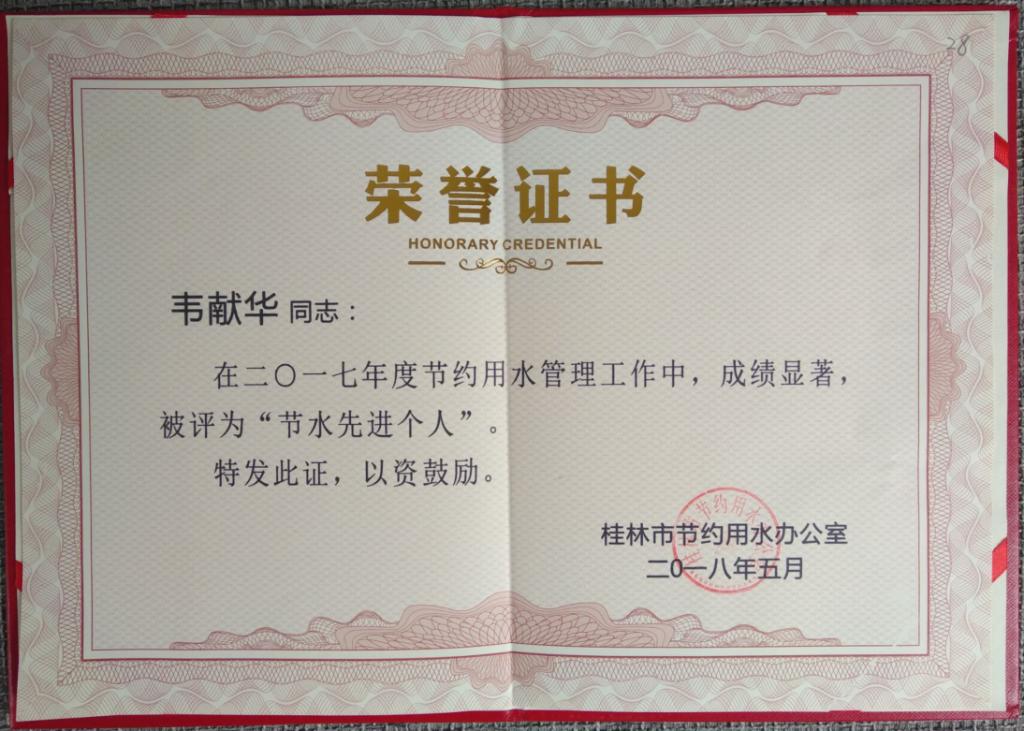 28
荣誉证书
HONORARY CREDENTIAL
韦献华 同志：
在二〇一七年度节约用水管理工作中，成绩显著，
被评为“节水先进个人”。
特发此证，以资鼓励。
桂林市节约用水办公室
二0一八年五月